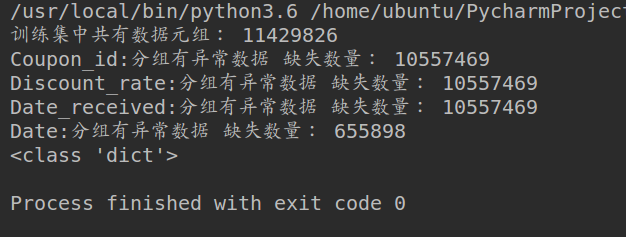 /usr/local/bin/python3.6 /home/ubuntu/PycharmProject
训练集中共有数据元组： 11429826
Coupon_id:分组有异常数据 缺失数量： 10557469
Discount_rate:分组有异常数据 缺失数量： 10557469
Date_received:分组有异常数据 缺失数量： 10557469
Date:分组有异常数据 缺失数量： 655898
<class 'dict'>
Process finished with exit code 0